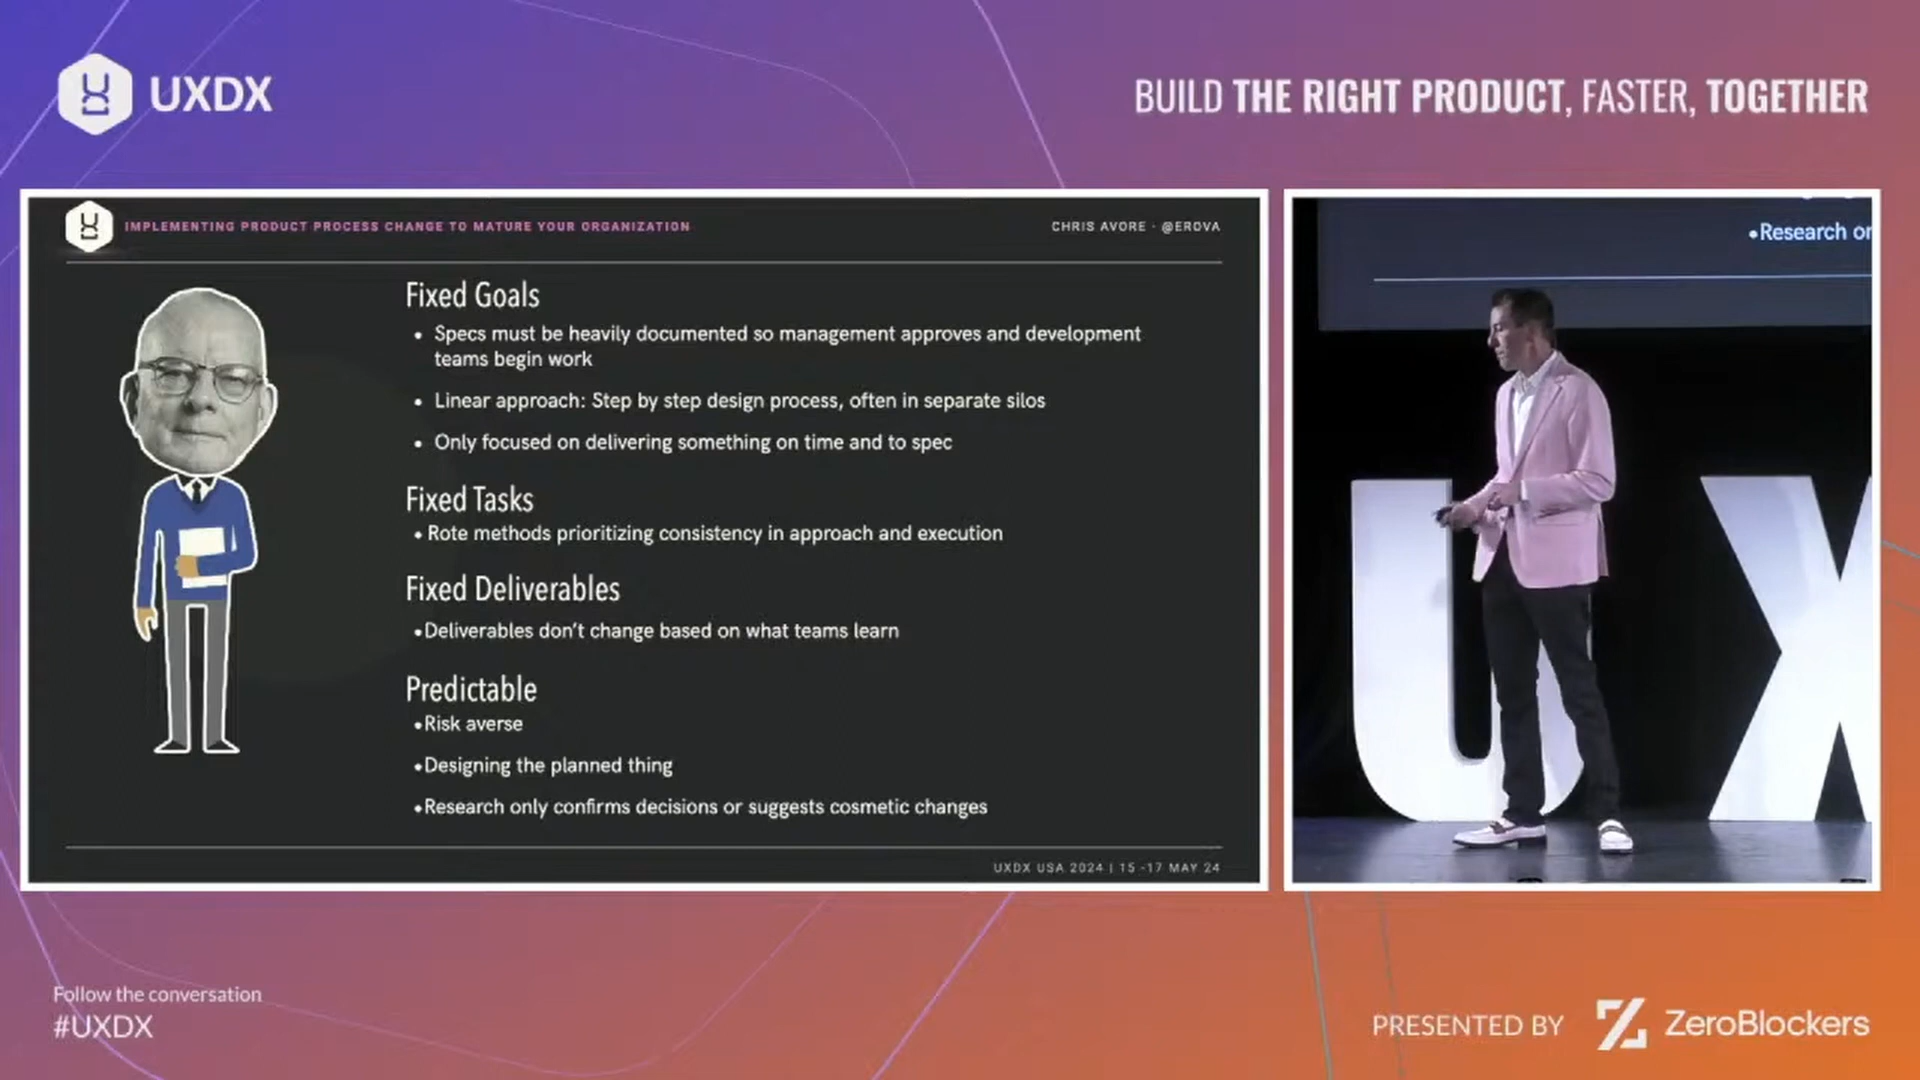 UXDX
BUILD THE RIGHT PRODUCT, FASTER, TOGETHER
IMPLEMENTING PRODUCT PROCESS CHANGE TO MATURE YOUR ORGANIZATION
CHRIS AVORE · @EROVA
Fixed Goals
• Specs must be heavily documented so management approves and development
teams begin work
• Linear approach: Step by step design process, often in separate silos
• Only focused on delivering something on time and to spec
Fixed Tasks
• Rote methods prioritizing consistency in approach and execution
Fixed Deliverables
•Deliverables don't change based on what teams learn
Predictable
•Risk averse
•Designing the planned thing
•Research only confirms decisions or suggests cosmetic changes
UXDX USA 2024 | 15 -17 MAY 24
•Research or
UX
Follow the conversation
#UXDX
PRESENTED BY
ZeroBlockers